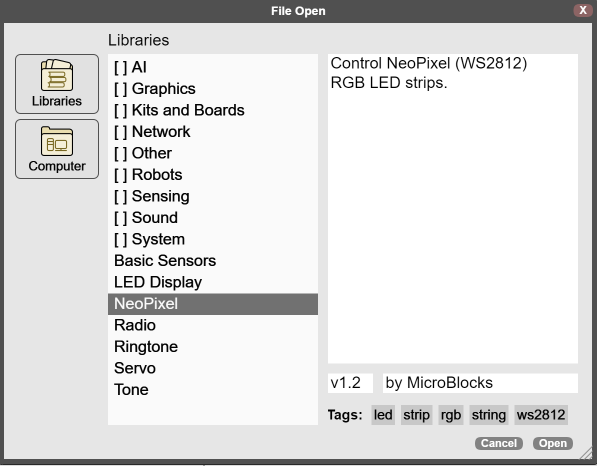 File Open
X
Libraries
Libraries
Computer
[ ] AI
[ ] Graphics
[ ] Kits and Boards
[ ] Network
[ ] Other
[ ] Robots
[ ] Sensing
[ ] Sound
[ ] System
Basic Sensors
LED Display
NeoPixel
Radio
Ringtone
Servo
Tone
Control NeoPixel (WS2812)
RGB LED strips.
v1.2 by MicroBlocks
Tags: led strip rgb string ws2812
Cancel Open